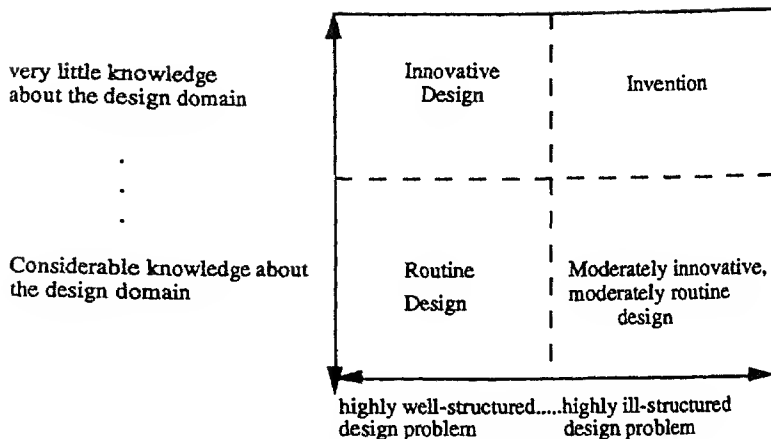 very little knowledge
about the design domain
.
.
.
Considerable knowledge about
the design domain
Innovative
Design
Invention
Routine
Design
Moderately innovative,
moderately routine
design
highly well-structured.....highly ill-structured
design problem design problem